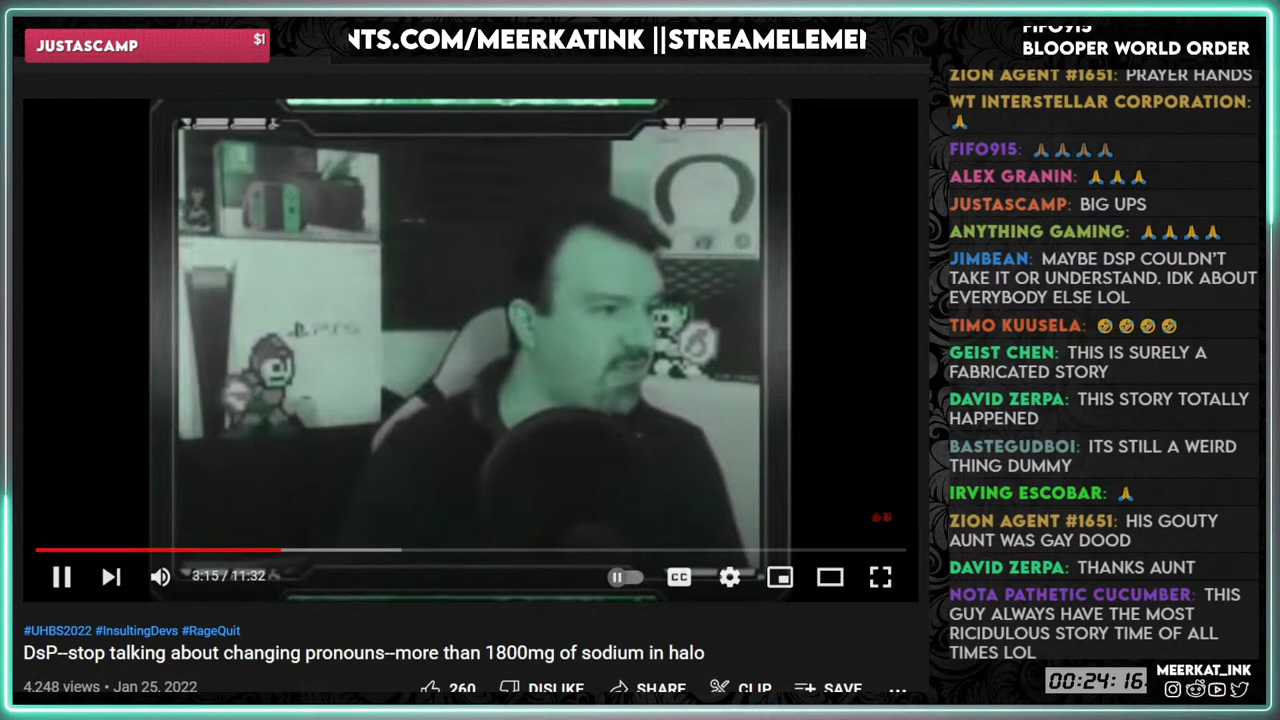 JUSTASCAMP
$1
NTS.COM/MEERKATINK ||STREAMELEMEN
FIFO915
BLOOPER WORLD ORDER
ZION AGENT #1651: PRAYER HANDS
WT INTERSTELLAR CORPORATION:
🙏
FIFO915: 🙏🙏🙏🙏
ALEX GRANIN: 🙏🙏🙏
JUSTASCAMP: BIG UPS
ANYTHING GAMING: 🙏🙏🙏🙏
JIMBEAN: MAYBE DSP COULDN'T
TAKE IT OR UNDERSTAND. IDK ABOUT
EVERYBODY ELSE LOL
TIMO KUUSELA: 🤣🤣🤣🤣
GEIST CHEN: THIS IS SURELY A
FABRICATED STORY
DAVID ZERPA: THIS STORY TOTALLY
HAPPENED
BASTEGUDBOI: ITS STILL A WEIRD
THING DUMMY
IRVING ESCOBAR: 🙏
ZION AGENT #1651: HIS GOUTY
AUNT WAS GAY DOOD
DAVID ZERPA: THANKS AUNT
NOTA PATHETIC CUCUMBER: THIS
GUY ALWAYS HAVE THE MOST
RICIDULOUS STORY TIME OF ALL
TIMES LOL
PS5
3:15 / 11:32
CC
#UHBS2022 #InsultingDevs #RageQuit
DsP--stop talking about changing pronouns--more than 1800mg of sodium in halo
4,248 views • Jan 25, 2022
260
DISLIKE
SHARE
CLIP
SAVE
00:24:16
MEERKAT_INK